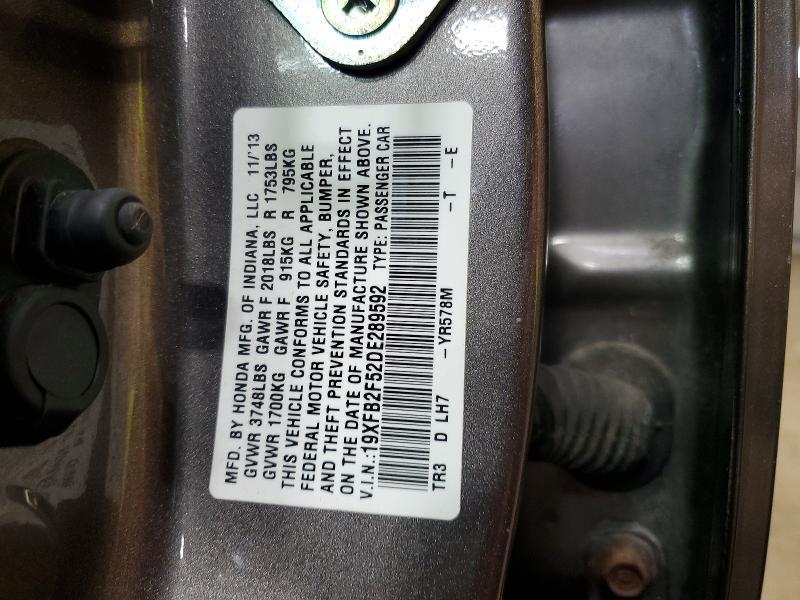 MFD. BY HONDA MFG. OF INDIANA, LLC 11/'13
GVWR 3748LBS GAWR F 2018LBS R 1753LBS
GVWR 1700KG GAWR F 915KG R 795KG
THIS VEHICLE CONFORMS TO ALL APPLICABLE
FEDERAL MOTOR VEHICLE SAFETY, BUMPER,
AND THEFT PREVENTION STANDARDS IN EFFECT
ON THE DATE OF MANUFACTURE SHOWN ABOVE.
V.I.N.:19XFB2F52DE289592 TYPE: PASSENGER CAR
TR3 D LH7 -YR578M -T -E